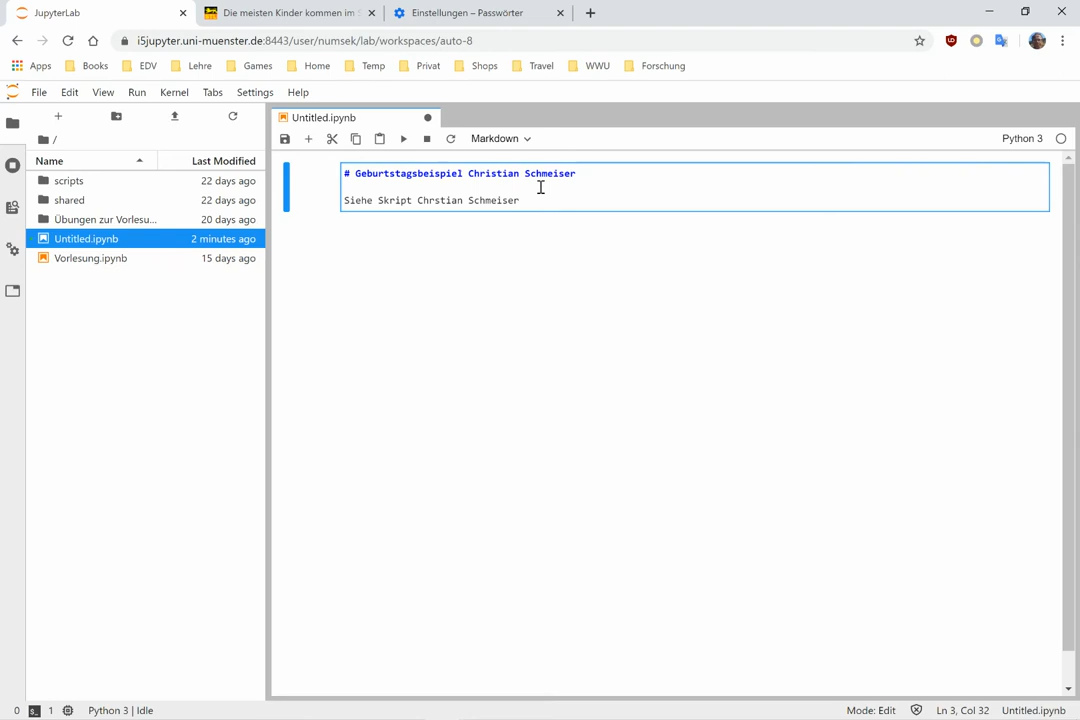 JupyterLab
Die meisten Kinder kommen im S
Einstellungen – Passwörter
i5jupyter.uni-muenster.de:8443/user/numsek/lab/workspaces/auto-8
Apps Books EDV Lehre Games Home Temp Privat Shops Travel WWU Forschung
File Edit View Run Kernel Tabs Settings Help
Untitled.ipynb
/
Markdown
Python 3
Name Last Modified
scripts 22 days ago
shared 22 days ago
Übungen zur Vorlesu... 20 days ago
Untitled.ipynb 2 minutes ago
Vorlesung.ipynb 15 days ago
# Geburtstagsbeispiel Christian Schmeiser
Siehe Skript Chrstian Schmeiser
0 1 Python 3 | Idle Mode: Edit Ln 3, Col 32 Untitled.ipynb